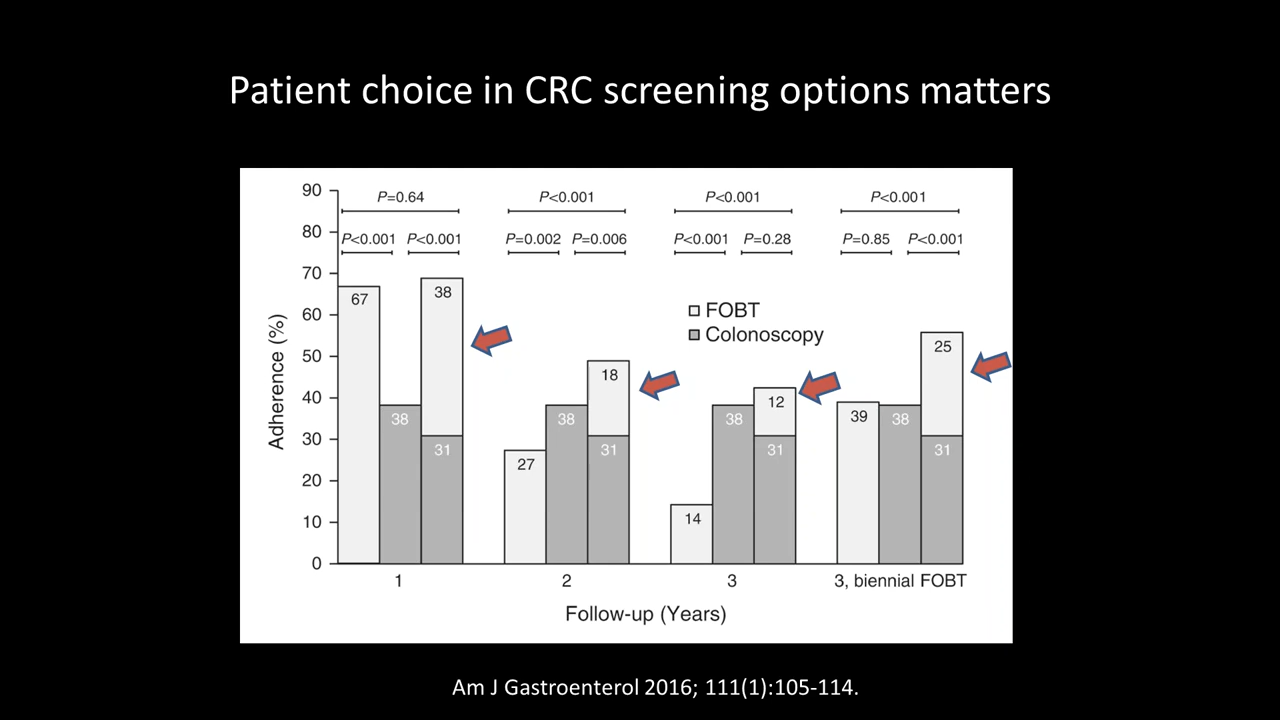 Patient choice in CRC screening options matters
90
80
70
60
50
40
30
20
10
0
Adherence (%)
P=0.64
P<0.001
P<0.001
P<0.001
P<0.001 P<0.001
P=0.002 P=0.006
P<0.001 P=0.28
P=0.85 P<0.001
FOBT
Colonoscopy
67
38
38
31
27
38
18
31
14
38
12
31
39
38
25
31
1
2
3
3, biennial FOBT
Follow-up (Years)
Am J Gastroenterol 2016; 111(1):105-114.